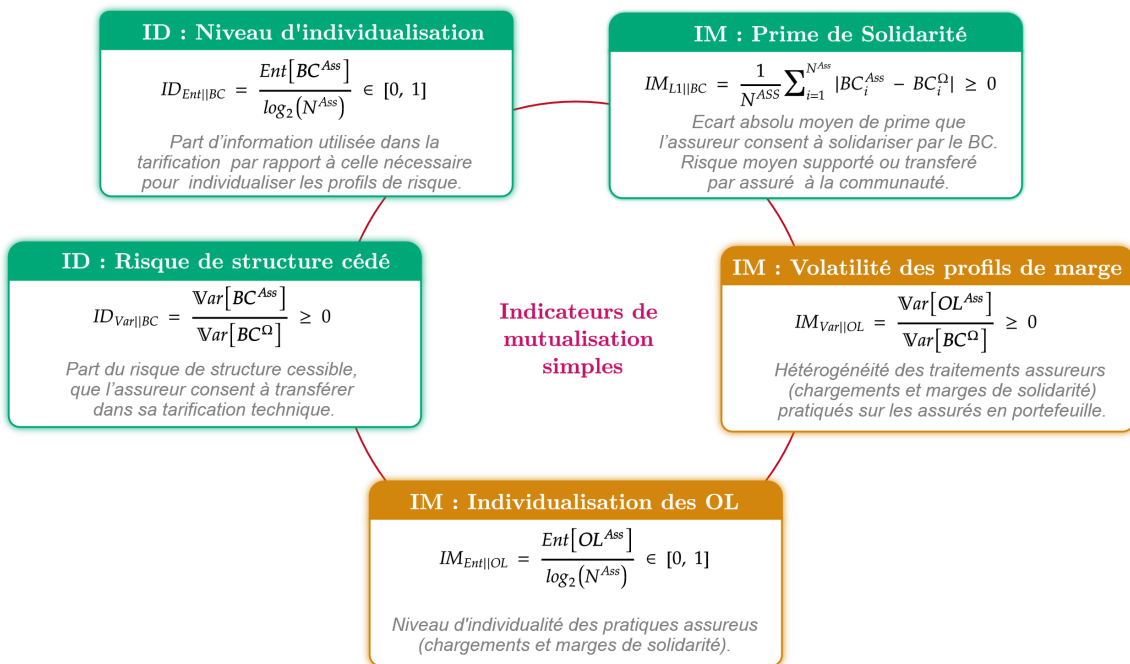 ID : Niveau d'individualisation
ID_{Ent||BC} = Ent[BC^{Ass}] / log_2(N^{Ass}) ∈ [0, 1]
Part d'information utilisée dans la
tarification par rapport à celle nécessaire
pour individualiser les profils de risque.
IM : Prime de Solidarité
IM_{L1||BC} = 1 / N^{ASS} ∑_{i=1}^{N^{Ass}} |BC_i^{Ass} − BC_i^Ω| ≥ 0
Ecart absolu moyen de prime que
l'assureur consent à solidariser par le BC.
Risque moyen supporté ou transferé
par assuré à la communauté.
ID : Risque de structure cédé
ID_{Var||BC} = 𝕍ar[BC^{Ass}] / 𝕍ar[BC^Ω] ≥ 0
Part du risque de structure cessible,
que l'assureur consent à transférer
dans sa tarification technique.
Indicateurs de
mutualisation
simples
IM : Volatilité des profils de marge
IM_{Var||OL} = 𝕍ar[OL^{Ass}] / 𝕍ar[BC^Ω] ≥ 0
Hétérogénéité des traitements assureurs
(chargements et marges de solidarité)
pratiqués sur les assurés en portefeuille.
IM : Individualisation des OL
IM_{Ent||OL} = Ent[OL^{Ass}] / log_2(N^{Ass}) ∈ [0, 1]
Niveau d'individualité des pratiques assureus
(chargements et marges de solidarité).